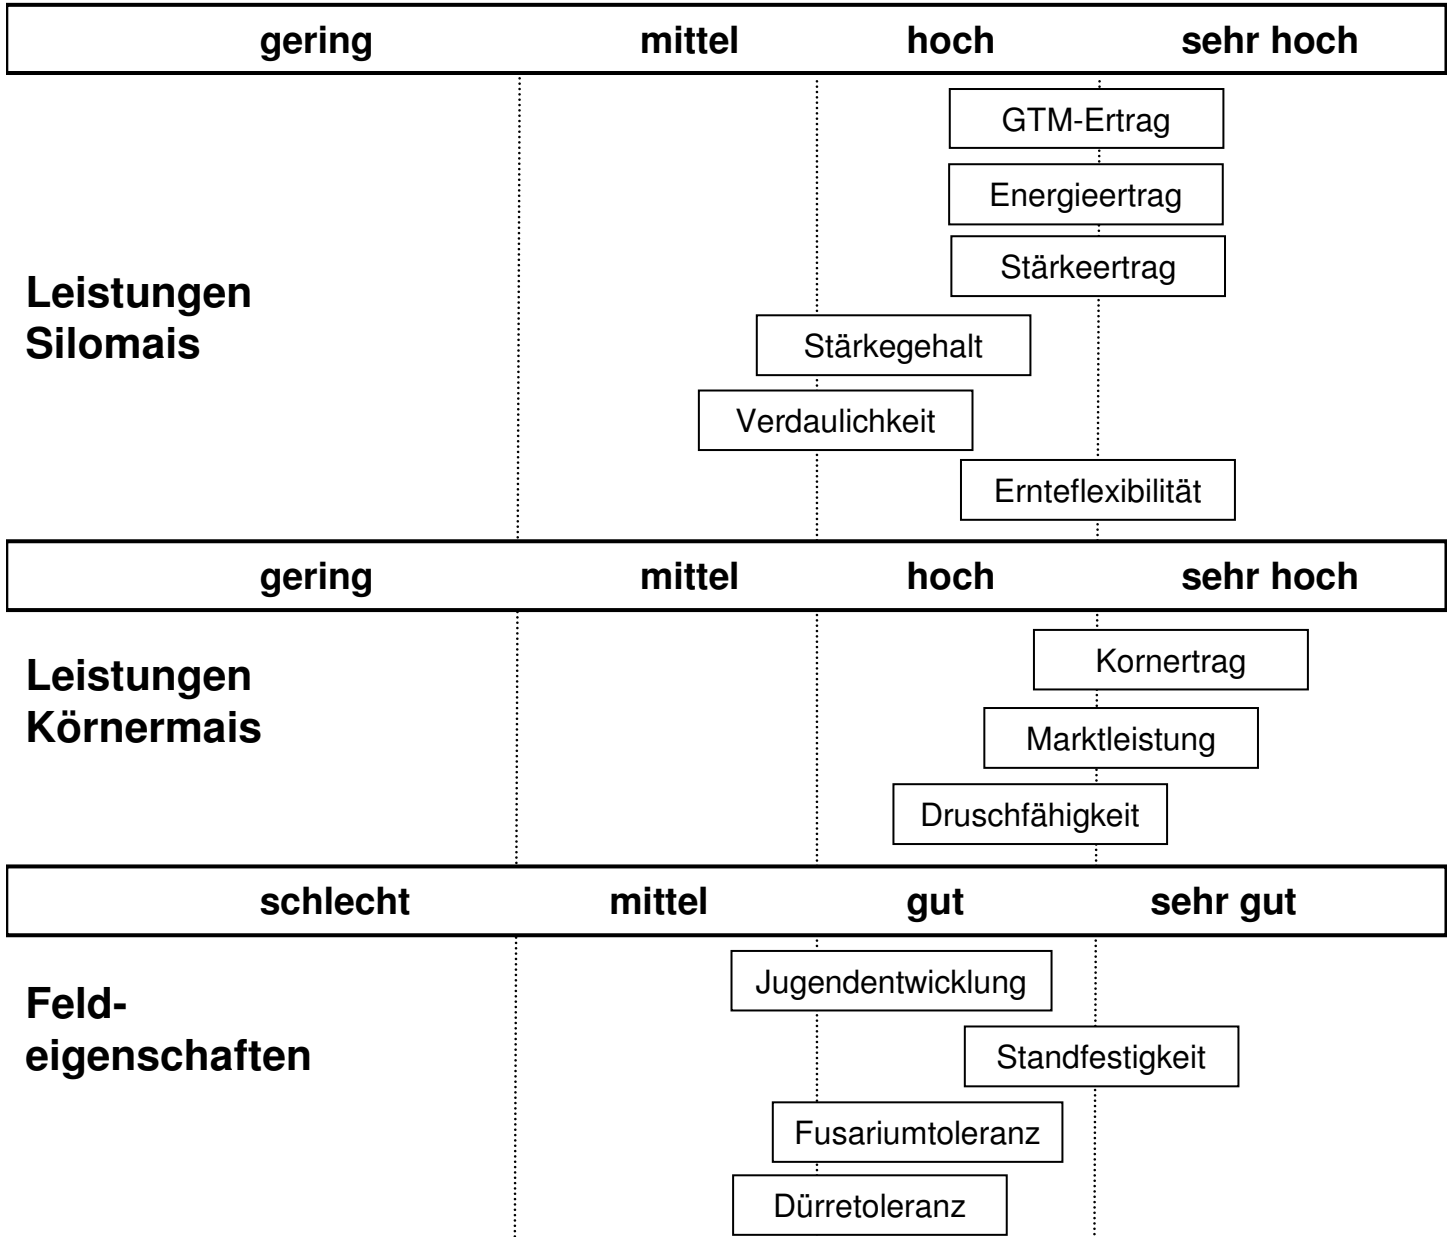 gering mittel hoch sehr hoch
GTM-Ertrag
Energieertrag
Stärkeertrag
Leistungen
Silomais
Stärkegehalt
Verdaulichkeit
Ernteflexibilität
gering mittel hoch sehr hoch
Leistungen
Körnermais
Kornertrag
Marktleistung
Druschfähigkeit
schlecht mittel gut sehr gut
Feld-
eigenschaften
Jugendentwicklung
Standfestigkeit
Fusariumtoleranz
Dürretoleranz